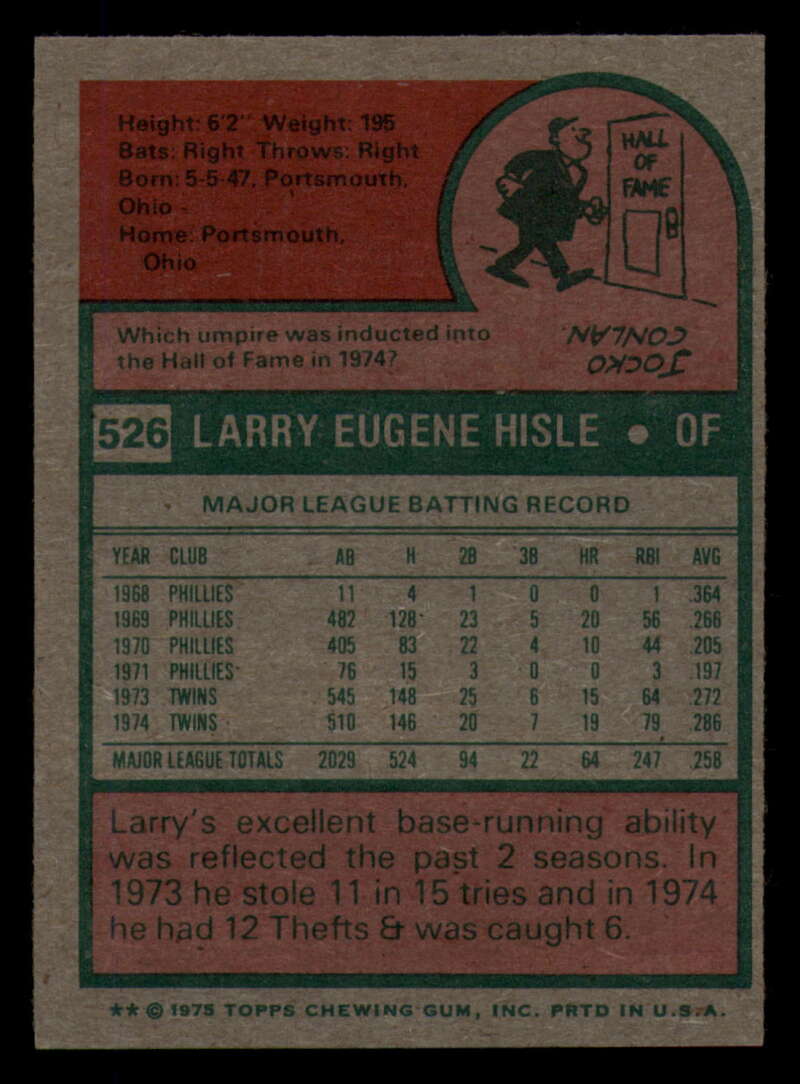 Height: 6'2" Weight: 195
Bats: Right Throws: Right
Born: 5-5-47, Portsmouth,
Ohio
Home: Portsmouth,
Ohio
HALL
OF
FAME
Which umpire was inducted into
the Hall of Fame in 1974?
JOCKO
CONLAN.
526 LARRY EUGENE HISLE • OF
MAJOR LEAGUE BATTING RECORD
YEAR CLUB AB H 2B 3B HR RBI AVG
1968 PHILLIES 11 4 1 0 0 1 .364
1969 PHILLIES 482 128 23 5 20 56 .266
1970 PHILLIES 405 83 22 4 10 44 .205
1971 PHILLIES 76 15 3 0 0 3 .197
1973 TWINS 545 148 25 6 15 64 .272
1974 TWINS 510 146 20 7 19 79 .286
MAJOR LEAGUE TOTALS 2029 524 94 22 64 247 .258
Larry's excellent base-running ability
was reflected the past 2 seasons. In
1973 he stole 11 in 15 tries and in 1974
he had 12 Thefts & was caught 6.
** © 1975 TOPPS CHEWING GUM, INC. PRTD IN U.S.A.